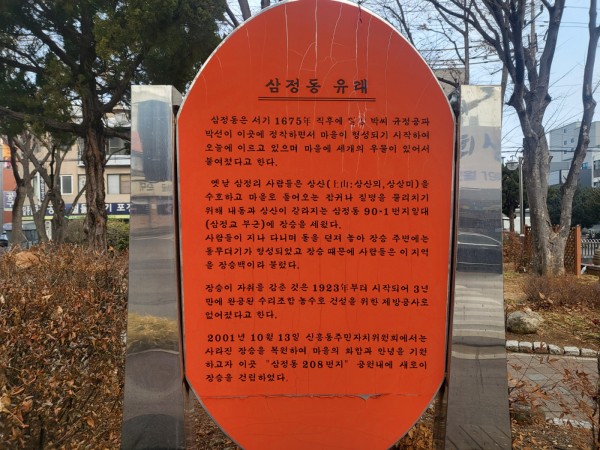 삼정동 유래
삼정동은 서기 1675年 직후에 박씨 규정공파
박선이 이곳에 정착하면서 마을이 형성되기 시작하여
오늘에 이르고 있으며 마을에 세개의 우물이 있어서
불여졌다고 한다.
옛날 삼정리 사람들은 상산(上山:상산뫼,상살미)을
수호하고 마을로 들어오는 잡귀나 질병을 물리치기
위해 내동과 상산이 갈라지는 삼정동 90-1번지일대
(삼정교 부근)에 장승을 세웠다.
사람들이 지나 다니며 돌을 던져 놓아 장승 주변에는
돌무더기가 형성되었고 장승 때문에 사람들은 이 지역
을 장승백이라 불렀다.
장승이 자취를 감춘 것은 1923年부터 시작되어 3년
만에 완공된 수리조합 농수로 건설을 위한 제방공사로
없어졌다고 한다.
2001년 10月 13일 신흥동주민자치위원회에서는
사라진 장승을 복원하여 마을의 화합과 안녕을 기원
하고자 이곳 "삼정동 208번지" 공원내에 새로이
장승을 건립하였다.